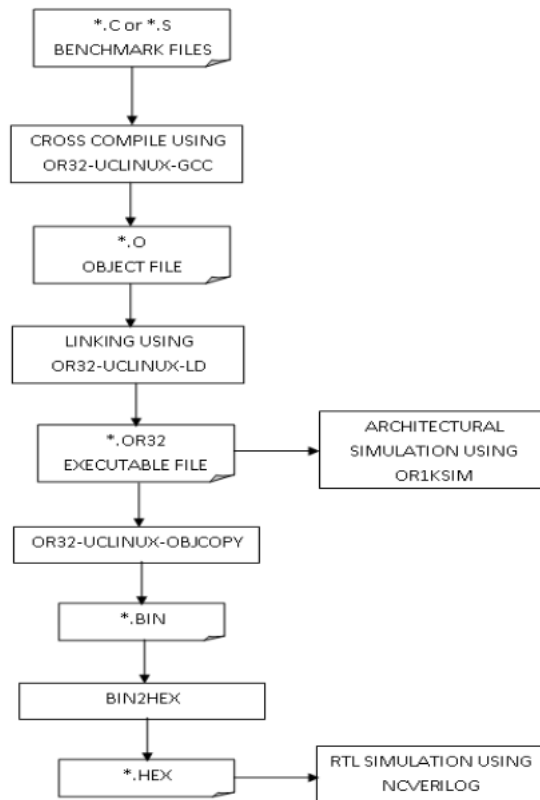 *.C or *.S
BENCHMARK FILES
CROSS COMPILE USING
OR32-UCLINUX-GCC
*.O
OBJECT FILE
LINKING USING
OR32-UCLINUX-LD
*.OR32
EXECUTABLE FILE
ARCHITECTURAL
SIMULATION USING
OR1KSIM
OR32-UCLINUX-OBJCOPY
*.BIN
BIN2HEX
*.HEX
RTL SIMULATION USING
NCVERILOG